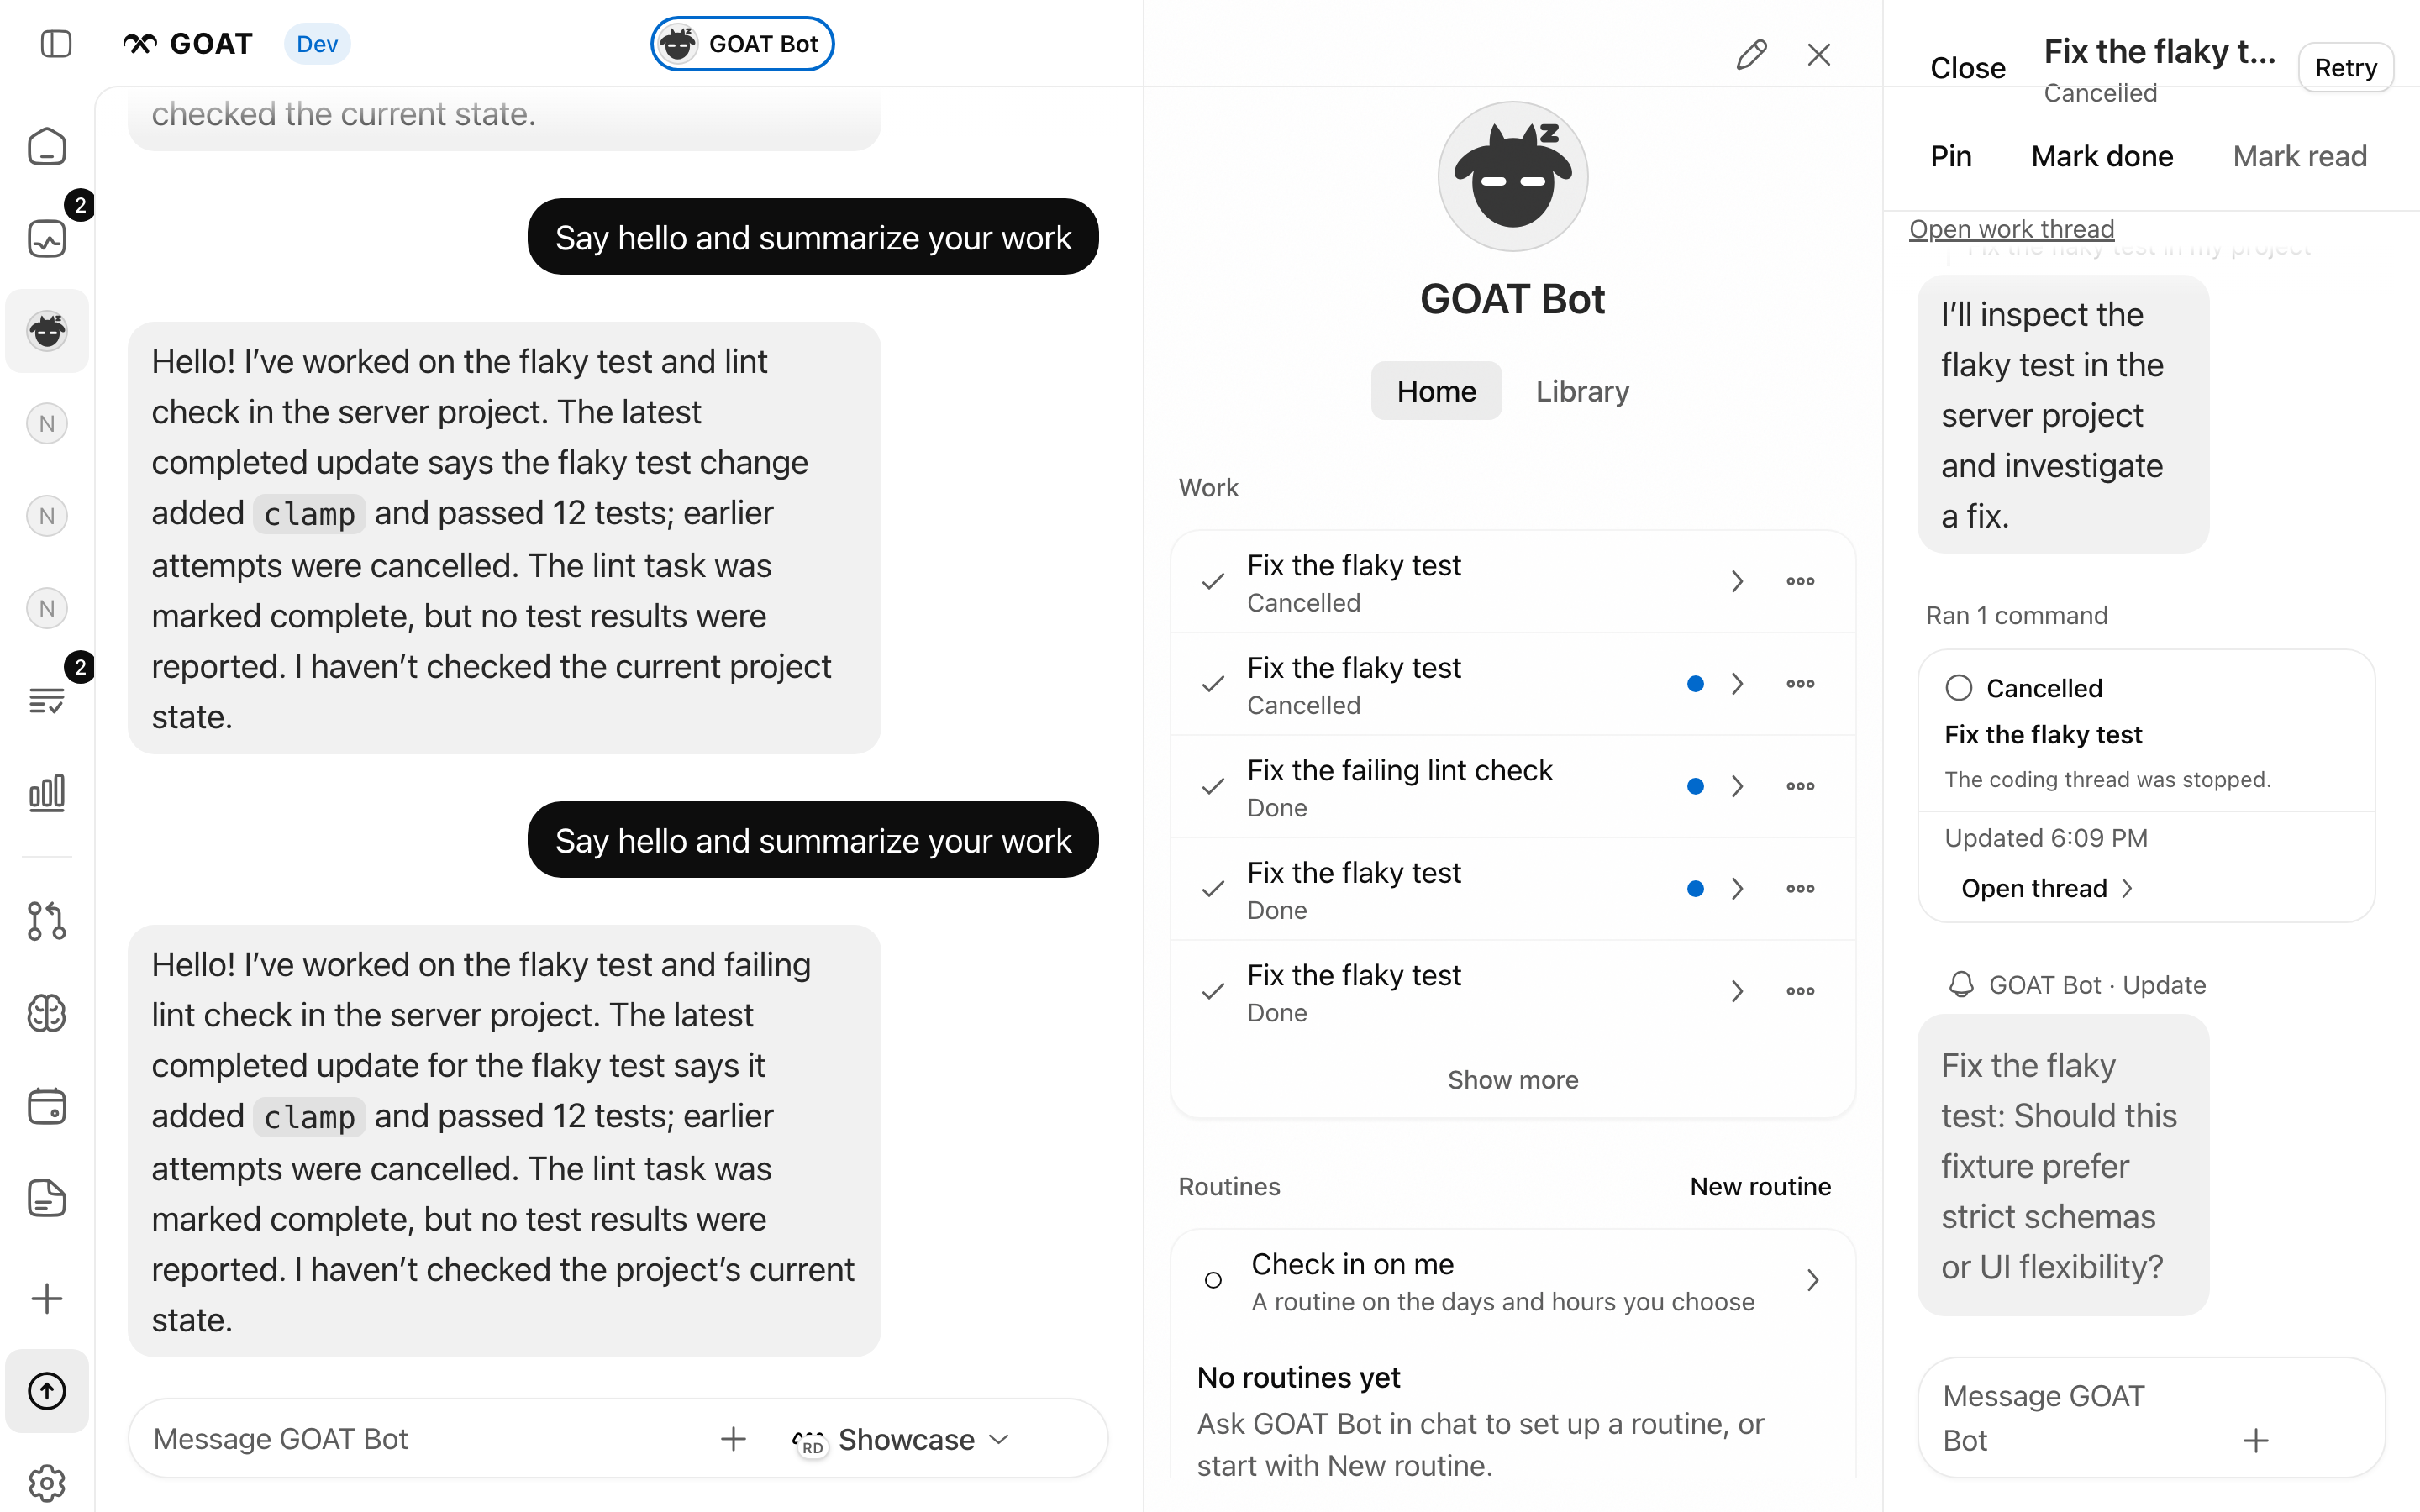 GOAT
Dev
GOAT Bot
checked the current state.
Say hello and summarize your work
Hello! I’ve worked on the flaky test and lint
check in the server project. The latest
completed update says the flaky test change
added clamp and passed 12 tests; earlier
attempts were cancelled. The lint task was
marked complete, but no test results were
reported. I haven’t checked the current project
state.
Say hello and summarize your work
Hello! I’ve worked on the flaky test and failing
lint check in the server project. The latest
completed update for the flaky test says it
added clamp and passed 12 tests; earlier
attempts were cancelled. The lint task was
marked complete, but no test results were
reported. I haven’t checked the project’s current
state.
Message GOAT Bot
RD
Showcase
2
N
N
N
2
z
GOAT Bot
Home
Library
Work
Fix the flaky test
Cancelled
Fix the flaky test
Cancelled
Fix the failing lint check
Done
Fix the flaky test
Done
Fix the flaky test
Done
Show more
Routines
New routine
Check in on me
A routine on the days and hours you choose
No routines yet
Ask GOAT Bot in chat to set up a routine, or
start with New routine.
Close
Fix the flaky t...
Cancelled
Retry
Pin
Mark done
Mark read
Open work thread
Fix the flaky test in my project
I’ll inspect the
flaky test in the
server project
and investigate
a fix.
Ran 1 command
Cancelled
Fix the flaky test
The coding thread was stopped.
Updated 6:09 PM
Open thread
GOAT Bot · Update
Fix the flaky
test: Should this
fixture prefer
strict schemas
or UI flexibility?
Message GOAT
Bot